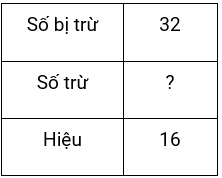 Số bị trừ 32
Số trừ ?
Hiệu 16